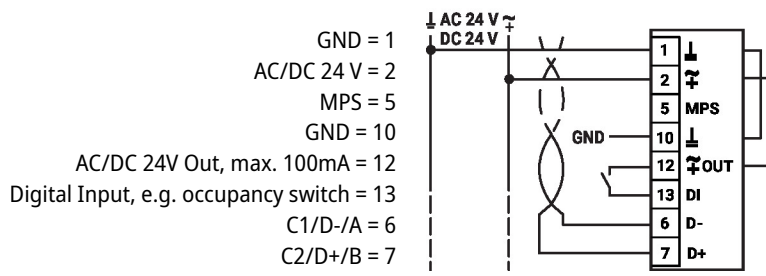 GND = 1
AC/DC 24 V = 2
MPS = 5
GND = 10
AC/DC 24V Out, max. 100mA = 12
Digital Input, e.g. occupancy switch = 13
C1/D-/A = 6
C2/D+/B = 7
AC 24 V ~
DC 24 V +
1
2
5 MPS
GND 10
12 OUT
13 DI
6 D-
7 D+